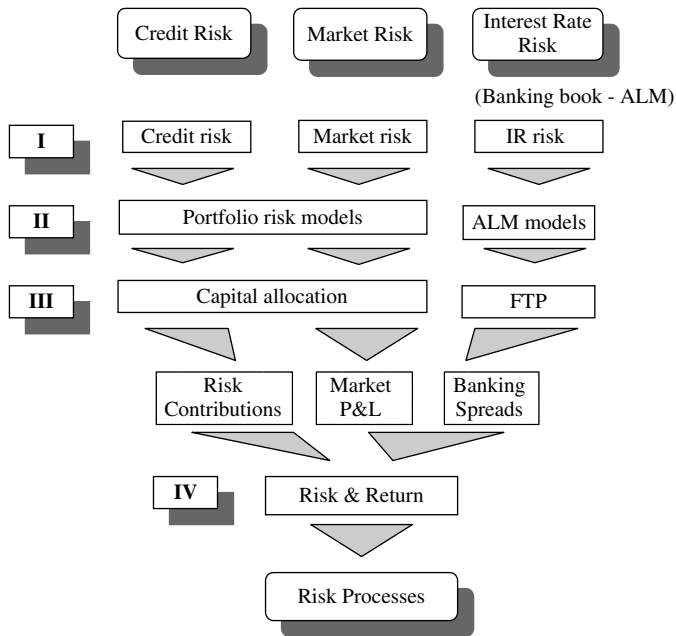 Credit Risk
Market Risk
Interest Rate
Risk
(Banking book - ALM)
I
Credit risk
Market risk
IR risk
II
Portfolio risk models
ALM models
III
Capital allocation
FTP
Risk
Contributions
Market
P&L
Banking
Spreads
IV
Risk & Return
Risk Processes